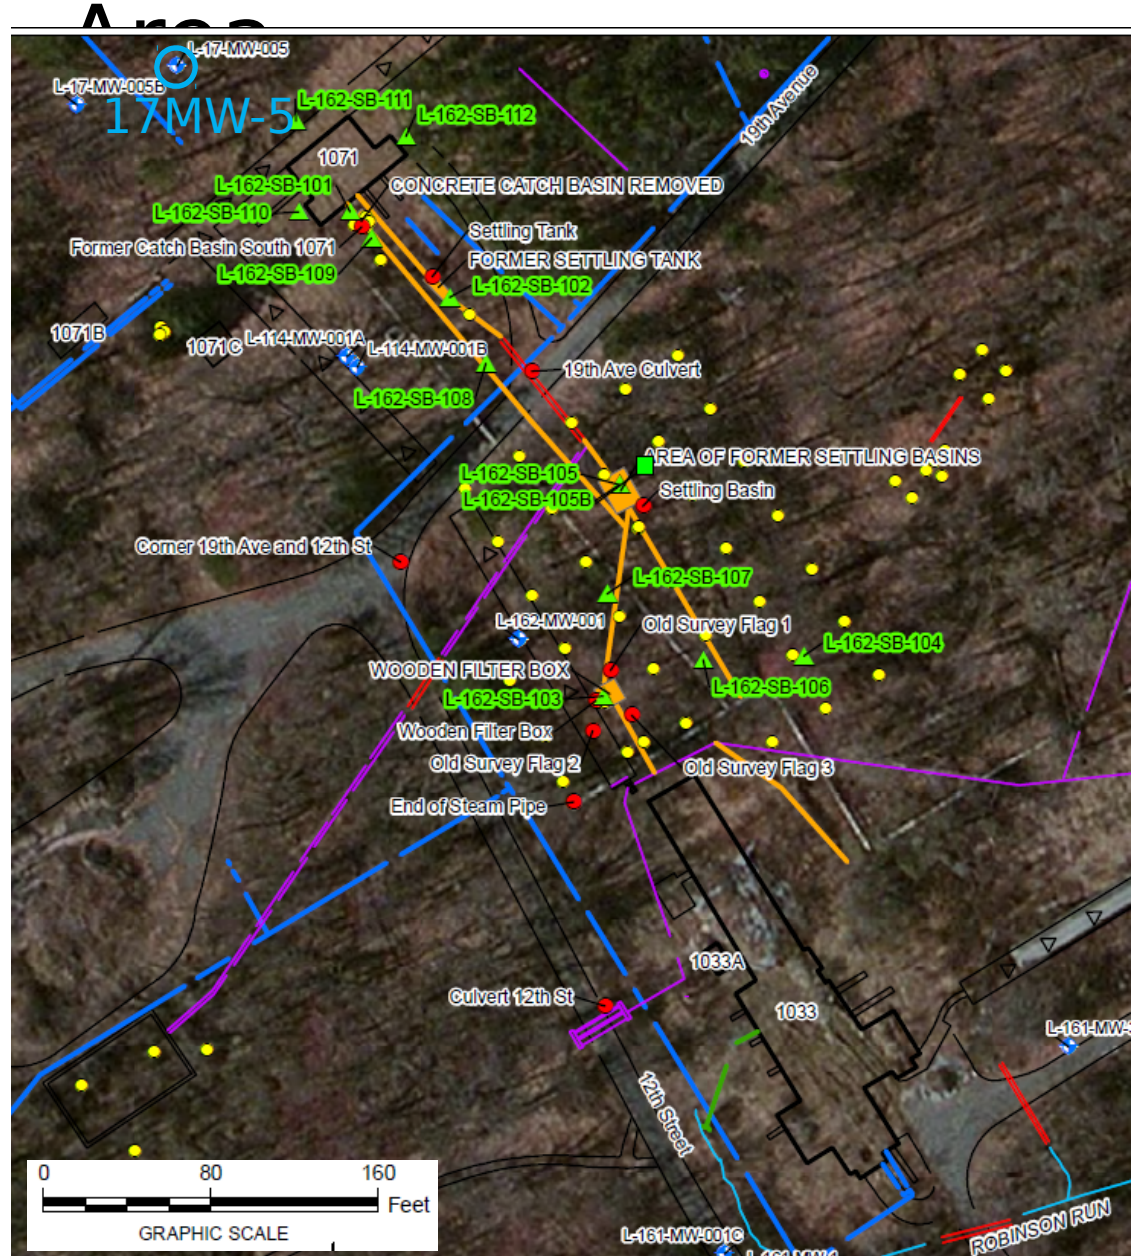 Area
L-17-MW-005
L-17-MW-005B
17MW-5
L-162-SB-111
L-162-SB-112
1071
L-162-SB-101
CONCRETE CATCH BASIN REMOVED
L-162-SB-110
Settling Tank
Former Catch Basin South 1071
FORMER SETTLING TANK
L-162-SB-109
L-162-SB-102
19th Avenue
1071B
1071C
L-114-MW-001A
L-114-MW-001B
19th Ave Culvert
L-162-SB-108
AREA OF FORMER SETTLING BASINS
L-162-SB-105
L-162-SB-105B
Settling Basin
Corner 19th Ave and 12th St
L-162-SB-107
L-162-MW-001
Old Survey Flag 1
L-162-SB-104
WOODEN FILTER BOX
L-162-SB-106
L-162-SB-103
Wooden Filter Box
Old Survey Flag 2
Old Survey Flag 3
End of Steam Pipe
1033A
Culvert 12th St
1033
L-161-MW-
12th Street
0 80 160
Feet
GRAPHIC SCALE
ROBINSON RUN
L-161-MW-001C
L-161-MW-1